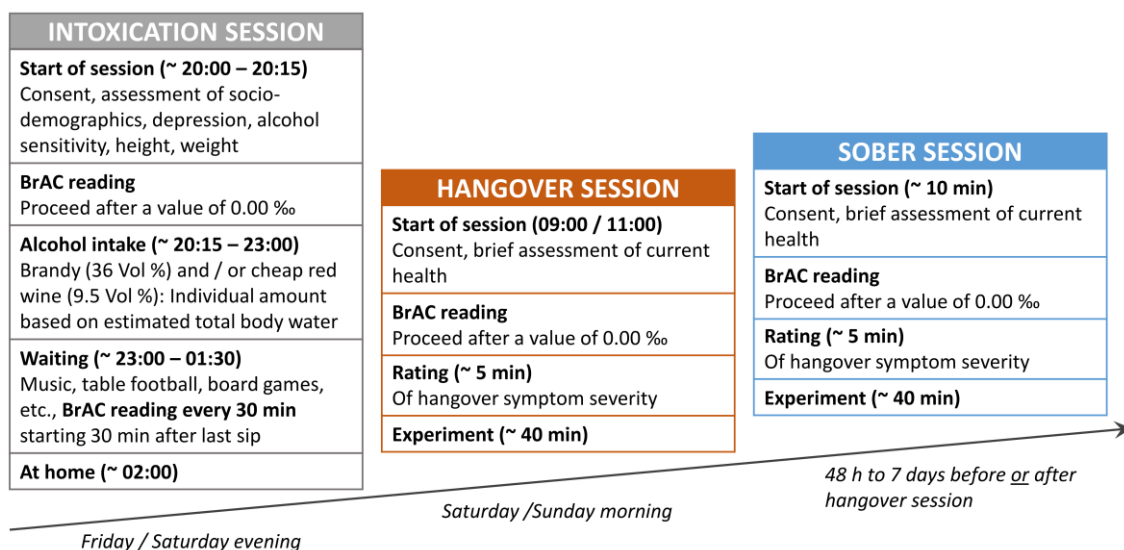 INTOXICATION SESSION
Start of session (~ 20:00 – 20:15)
Consent, assessment of socio-
demographics, depression, alcohol
sensitivity, height, weight
BrAC reading
Proceed after a value of 0.00 ‰
Alcohol intake (~ 20:15 – 23:00)
Brandy (36 Vol %) and / or cheap red
wine (9.5 Vol %): Individual amount
based on estimated total body water
Waiting (~ 23:00 – 01:30)
Music, table football, board games,
etc., BrAC reading every 30 min
starting 30 min after last sip
At home (~ 02:00)
Friday / Saturday evening
HANGOVER SESSION
Start of session (09:00 / 11:00)
Consent, brief assessment of current
health
BrAC reading
Proceed after a value of 0.00 ‰
Rating (~ 5 min)
Of hangover symptom severity
Experiment (~ 40 min)
Saturday /Sunday morning
SOBER SESSION
Start of session (~ 10 min)
Consent, brief assessment of current
health
BrAC reading
Proceed after a value of 0.00 ‰
Rating (~ 5 min)
Of hangover symptom severity
Experiment (~ 40 min)
48 h to 7 days before or after
hangover session